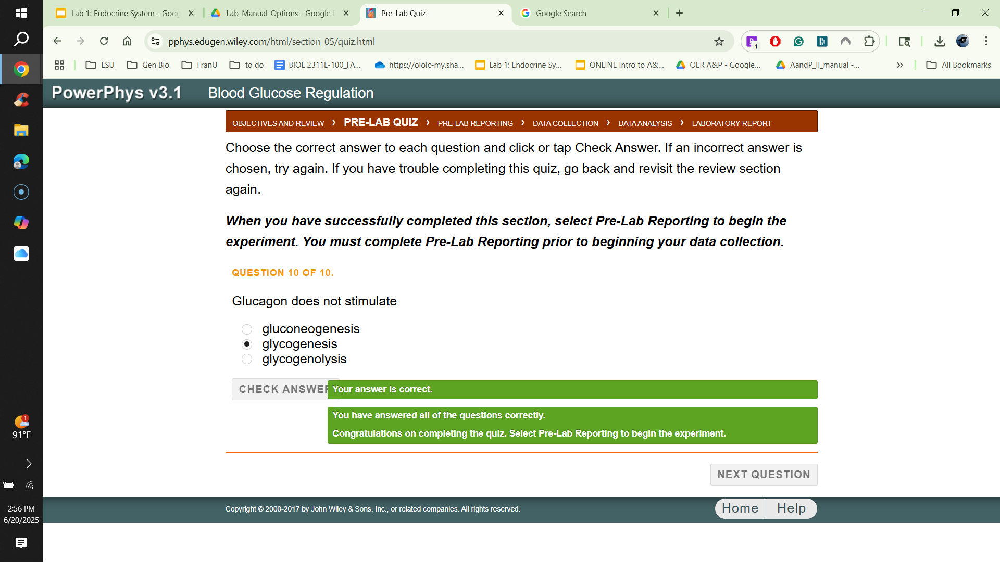 Lab 1: Endocrine System - Goog
Lab_Manual_Options - Google
Pre-Lab Quiz
Google Search
pphys.edugen.wiley.com/html/section_05/quiz.html
1
LSU
Gen Bio
FranU
to do
BIOL 2311L-100_FA...
https://ololc-my.sha...
Lab 1: Endocrine Sy...
ONLINE Intro to A&...
OER A&P - Google...
AandP_II_manual -...
All Bookmarks
PowerPhys v3.1
Blood Glucose Regulation
OBJECTIVES AND REVIEW › PRE-LAB QUIZ › PRE-LAB REPORTING › DATA COLLECTION › DATA ANALYSIS › LABORATORY REPORT
Choose the correct answer to each question and click or tap Check Answer. If an incorrect answer is
chosen, try again. If you have trouble completing this quiz, go back and revisit the review section
again.
When you have successfully completed this section, select Pre-Lab Reporting to begin the
experiment. You must complete Pre-Lab Reporting prior to beginning your data collection.
QUESTION 10 OF 10.
Glucagon does not stimulate
gluconeogenesis
glycogenesis
glycogenolysis
CHECK ANSWER
Your answer is correct.
You have answered all of the questions correctly.
Congratulations on completing the quiz. Select Pre-Lab Reporting to begin the experiment.
NEXT QUESTION
Copyright © 2000-2017 by John Wiley & Sons, Inc., or related companies. All rights reserved.
Home
Help
1
91°F
2:56 PM
6/20/2025